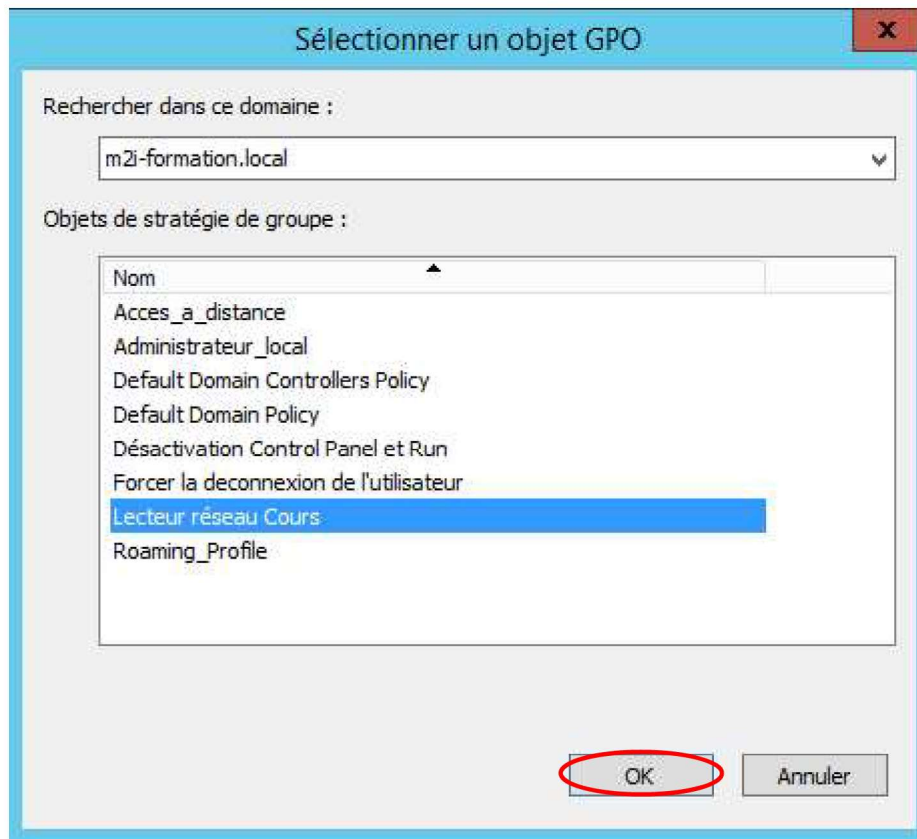 Sélectionner un objet GPO
x
Rechercher dans ce domaine :
m2i-formation.local
Objets de stratégie de groupe :
Nom
Acces_a_distance
Administrateur_local
Default Domain Controllers Policy
Default Domain Policy
Désactivation Control Panel et Run
Forcer la deconnexion de l'utilisateur
Lecteur réseau Cours
Roaming_Profile
OK
Annuler